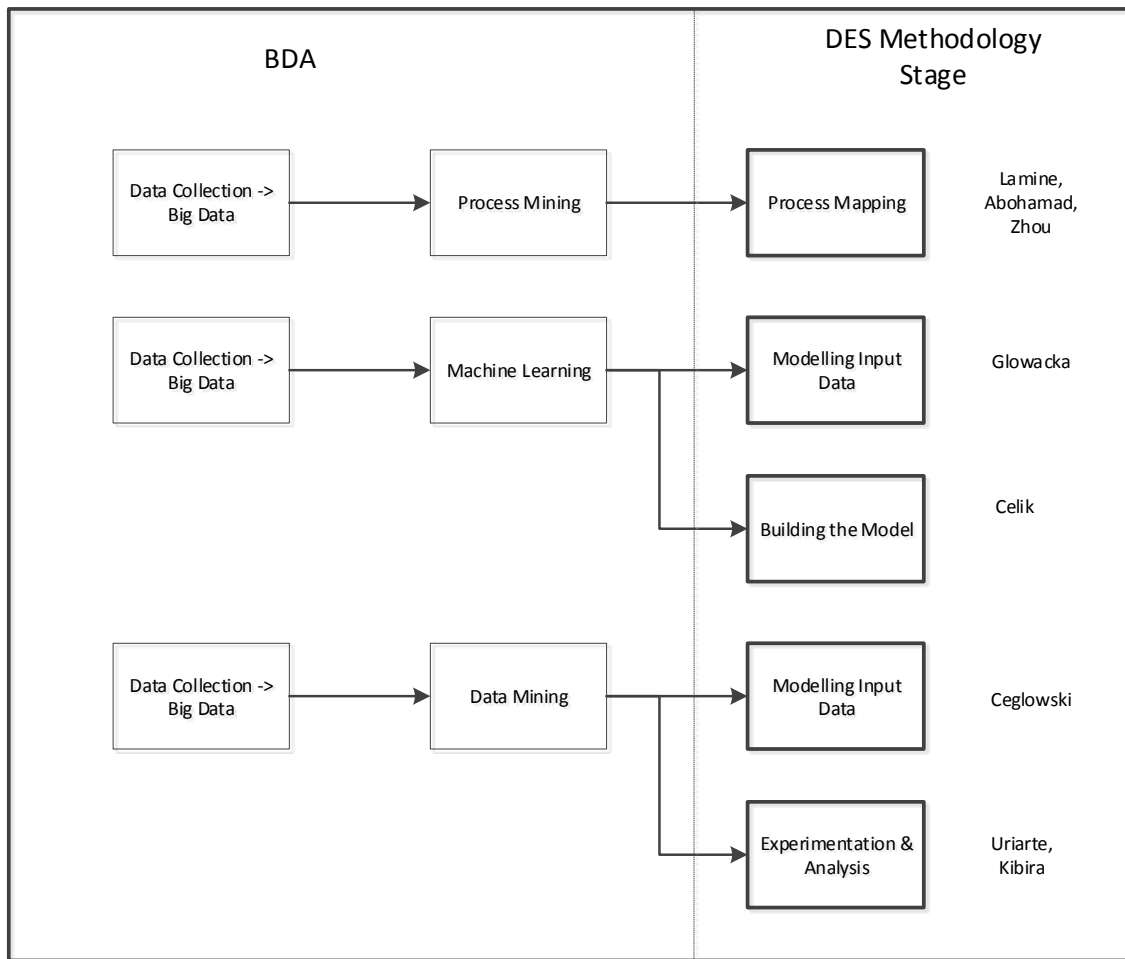 BDA
DES Methodology
Stage
Data Collection ->
Big Data
Process Mining
Process Mapping
Lamine,
Abohamad,
Zhou
Data Collection ->
Big Data
Machine Learning
Modelling Input
Data
Glowacka
Building the Model
Celik
Data Collection ->
Big Data
Data Mining
Modelling Input
Data
Ceglowski
Experimentation &
Analysis
Uriarte,
Kibira